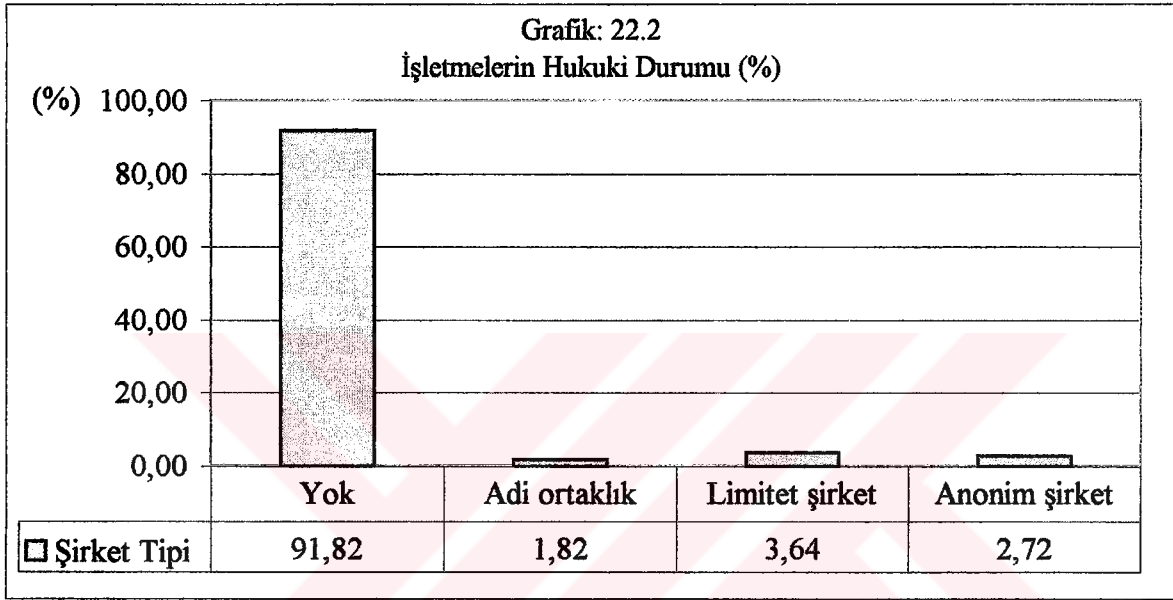 Grafik: 22.2
İşletmelerin Hukuki Durumu (%)
(%) 100,00
80,00
60,00
40,00
20,00
0,00
Yok Adi ortaklık Limitet şirket Anonim şirket
Şirket Tipi 91,82 1,82 3,64 2,72